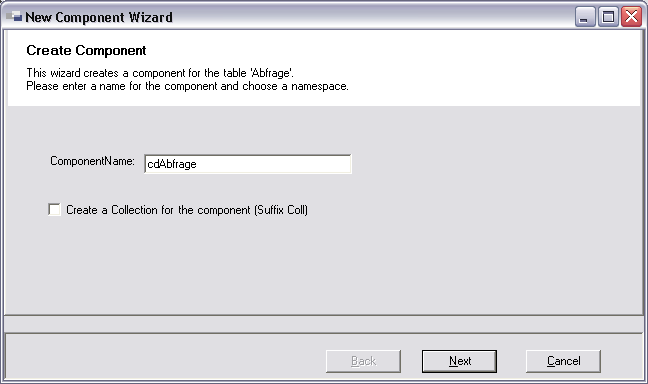 New Component Wizard
Create Component
This wizard creates a component for the table 'Abfrage'.
Please enter a name for the component and choose a namespace.
ComponentName: cdAbfrage
Create a Collection for the component (Suffix Coll)
Back Next Cancel